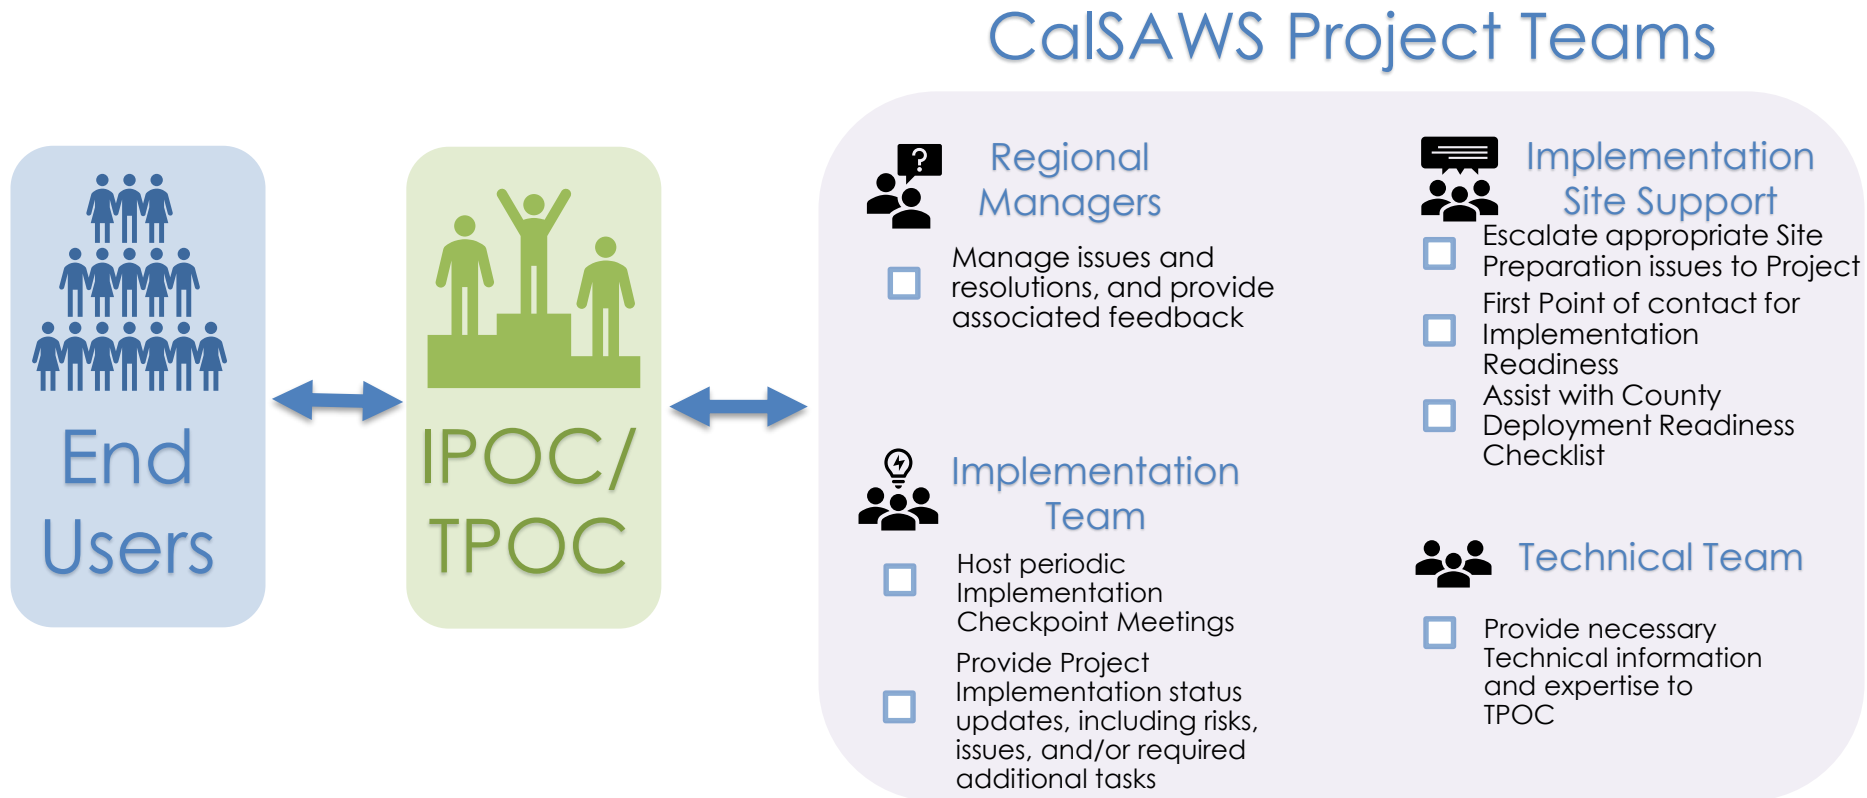 CalSAWS Project Teams
End
Users
IPOC/
TPOC
?
Regional
Managers
Manage issues and
resolutions, and provide
associated feedback
Implementation
Team
Host periodic
Implementation
Checkpoint Meetings
Provide Project
Implementation status
updates, including risks,
issues, and/or required
additional tasks
Implementation
Site Support
Escalate appropriate Site
Preparation issues to Project
First Point of contact for
Implementation
Readiness
Assist with County
Deployment Readiness
Checklist
Technical Team
Provide necessary
Technical information
and expertise to
TPOC